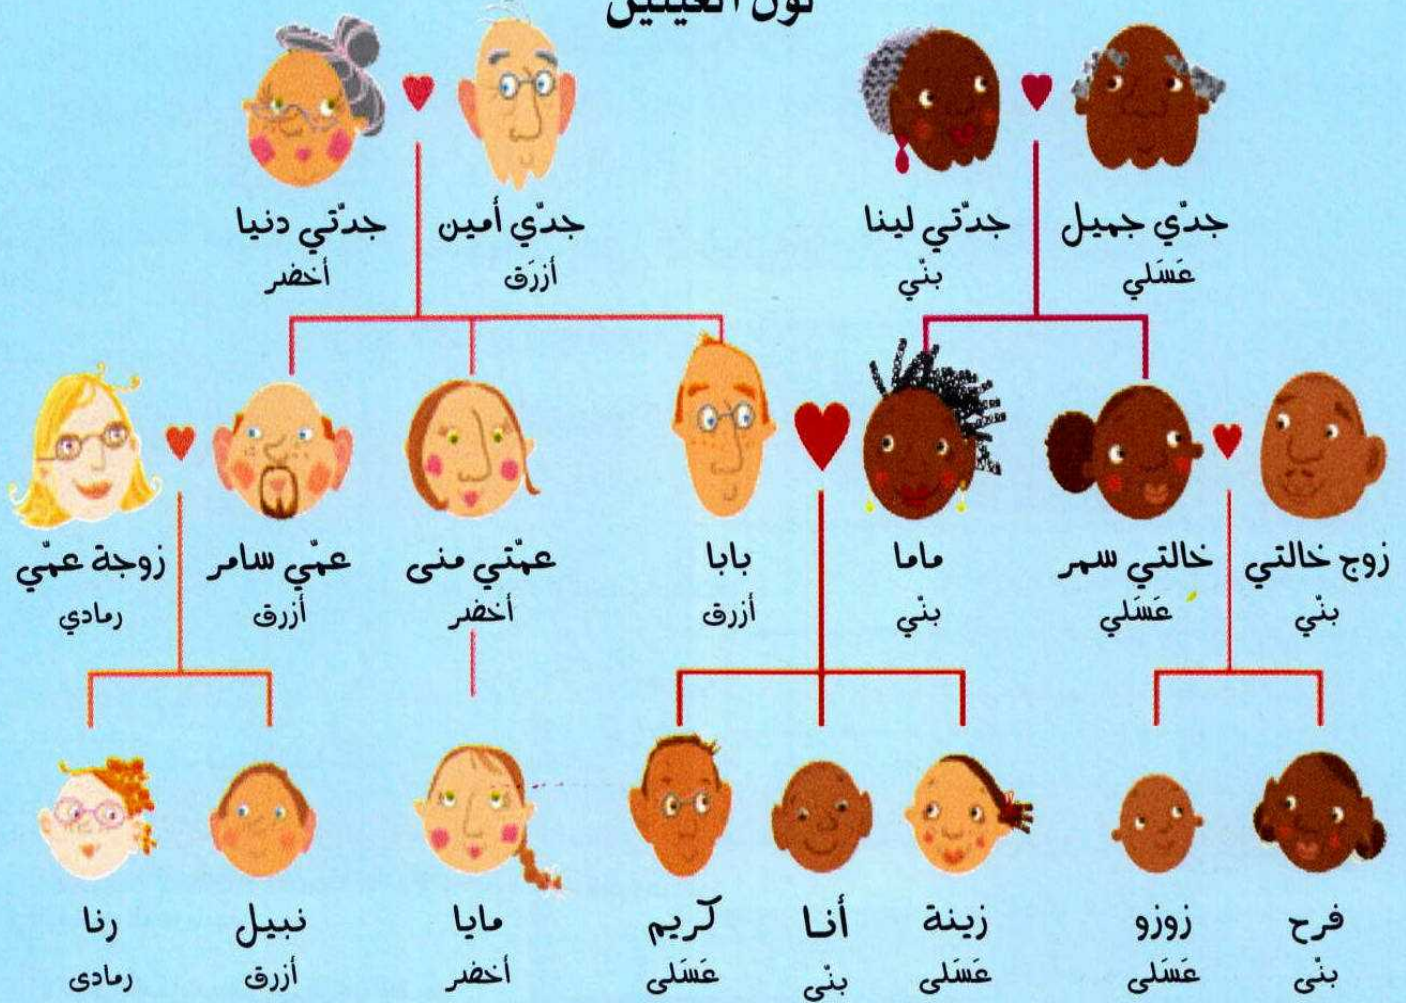 لون العينين
جدّي جميل جدّتي لينا جدّي أمين جدّتي دنيا
عَسَلي بنّي أزرَق أخضر
زوج خالتي خالتي سمر ماما بابا عمّتي منى عمّي سامر زوجة عمّي
بنّي عَسَلي بنّي أزرق أخضر أزرق رمادي
فرح زوزو زينة أنا كريم مايا نبيل رنا
بنّي عَسَلي عَسَلي بنّي عَسَلي أخضر أزرق رمادي